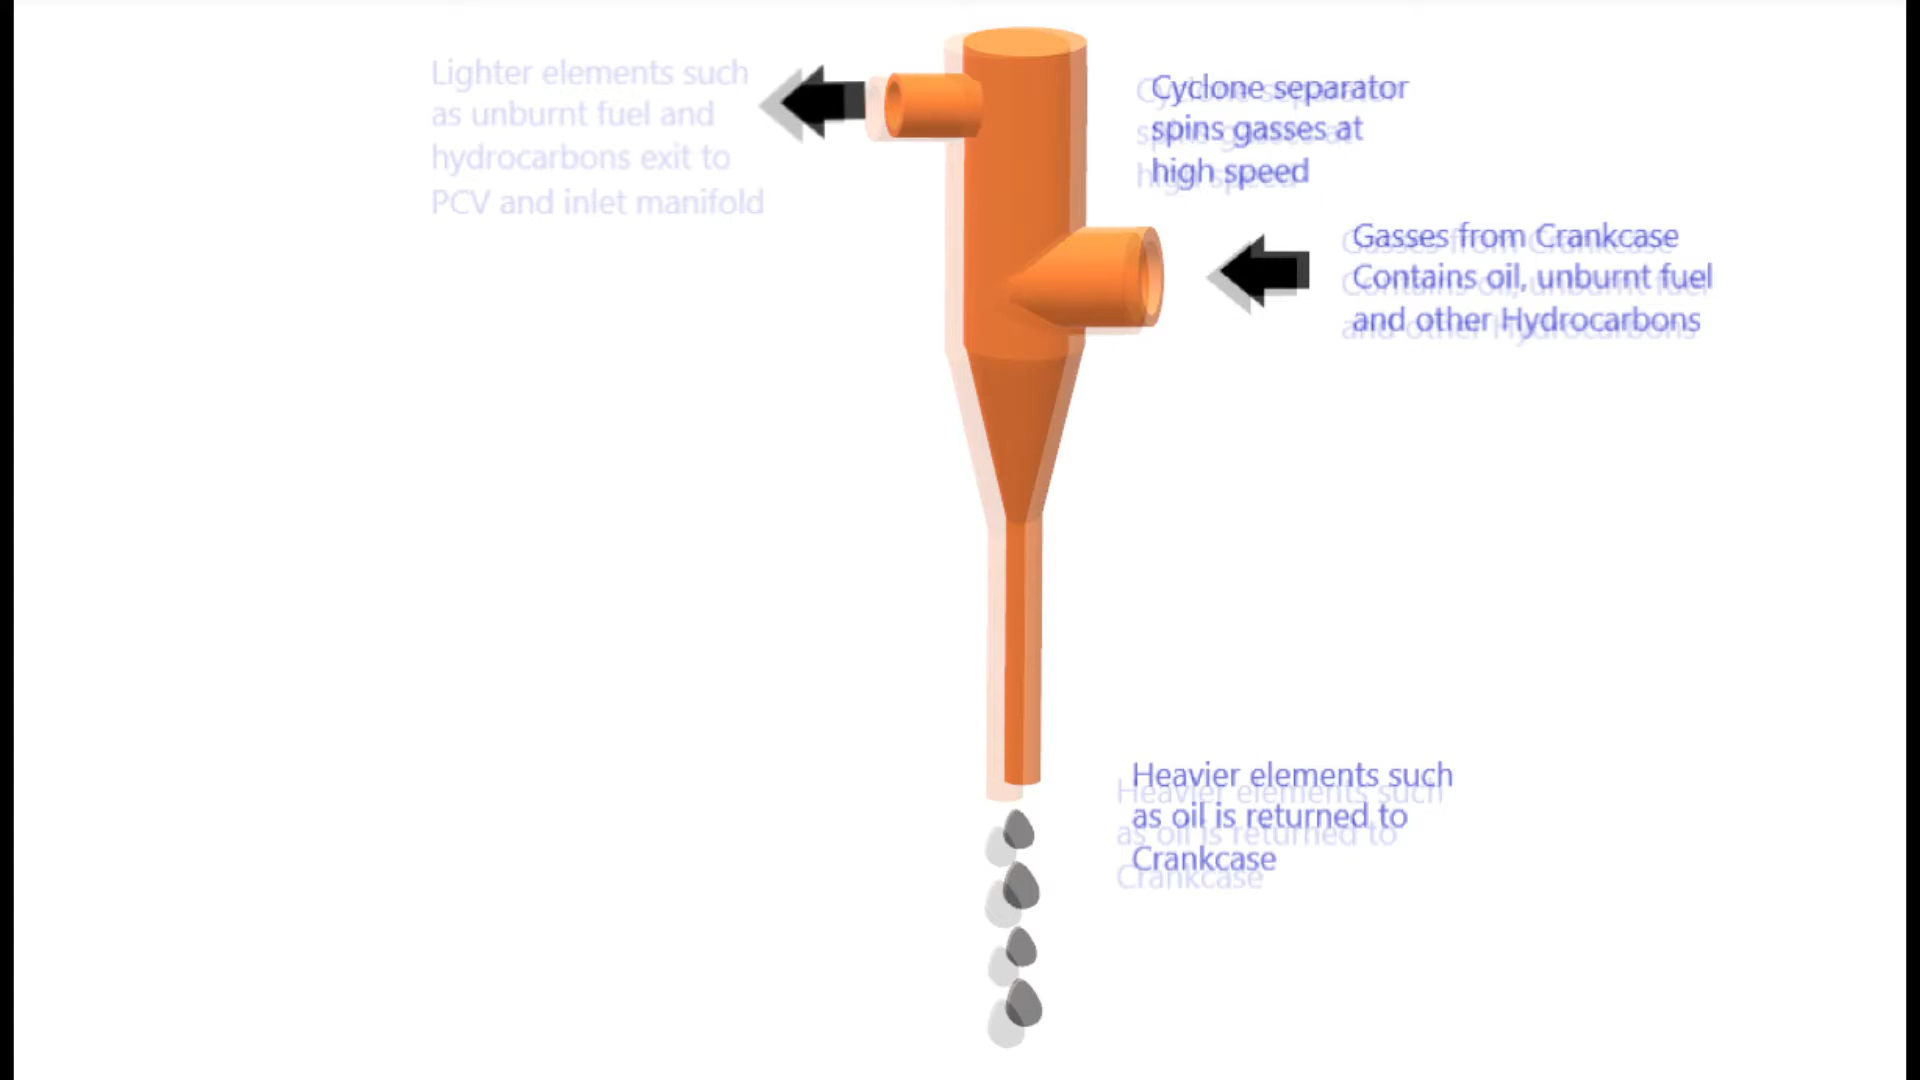 Lighter elements such
as unburnt fuel and
hydrocarbons exit to
PCV and inlet manifold
Cyclone separator
spins gasses at
high speed
Gasses from Crankcase
Contains oil, unburnt fuel
and other Hydrocarbons
Heavier elements such
as oil is returned to
Crankcase